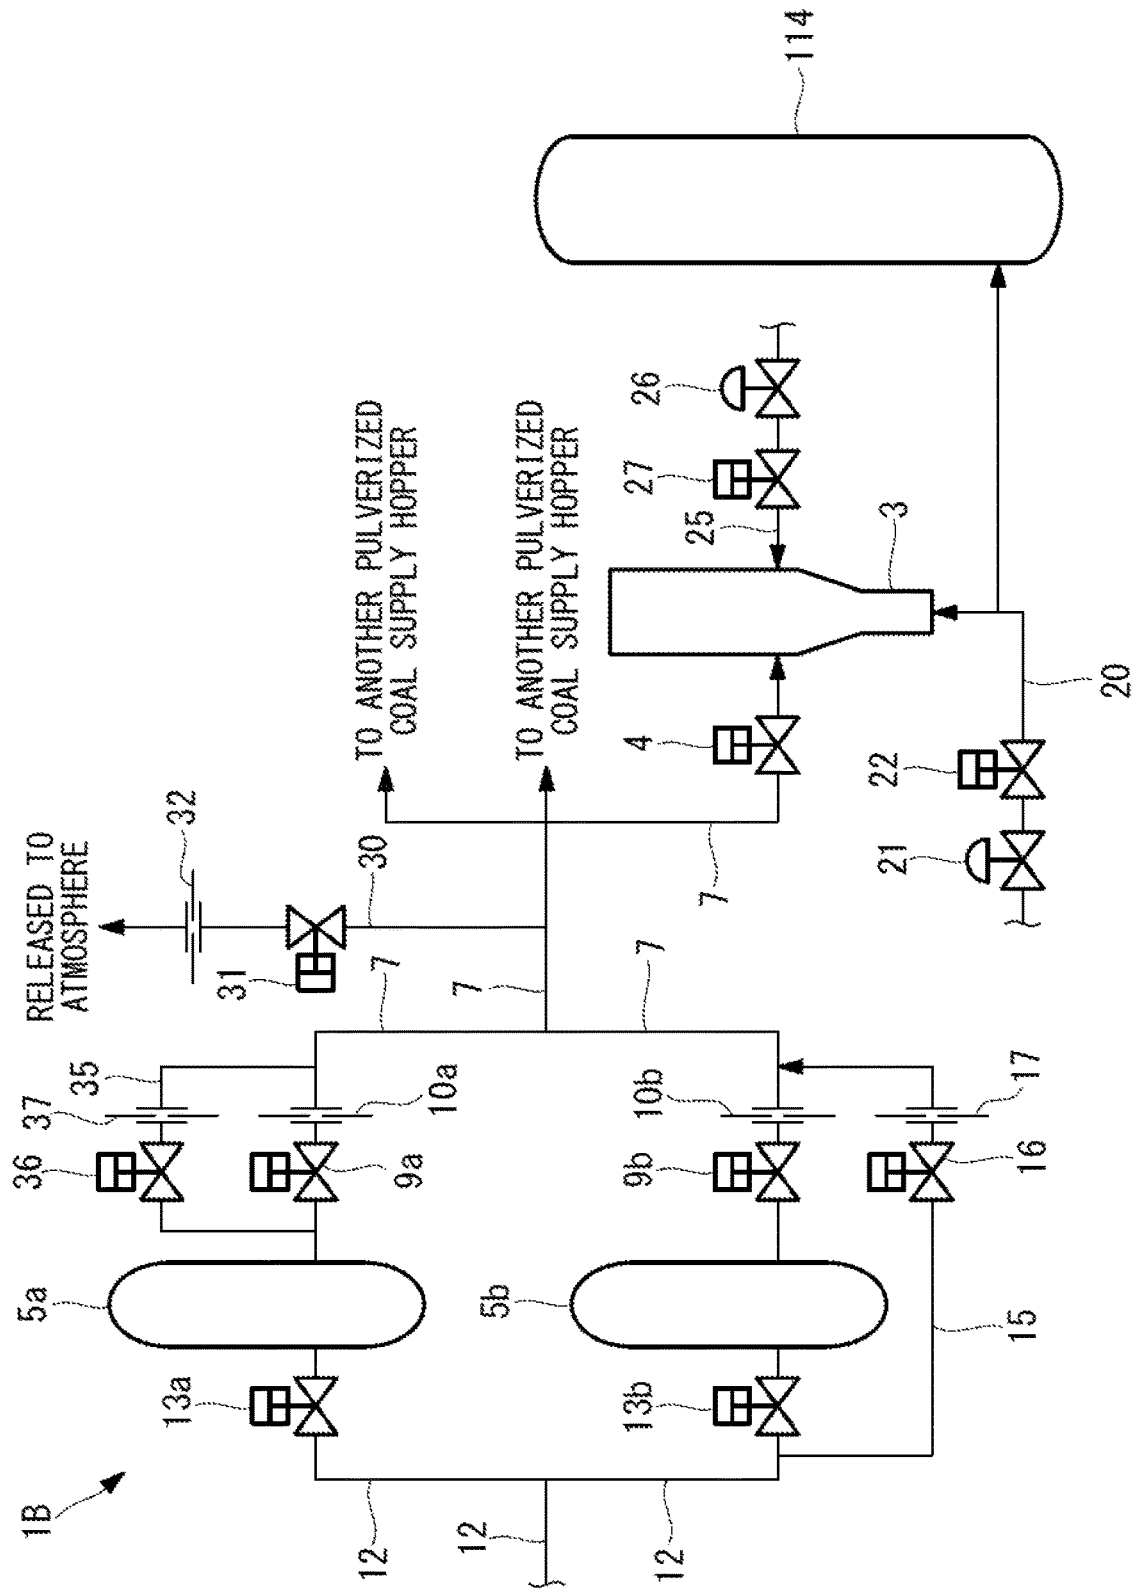 1B
RELEASED TO
ATMOSPHERE
32
31
30
TO ANOTHER PULVERIZED
COAL SUPPLY HOPPER
TO ANOTHER PULVERIZED
COAL SUPPLY HOPPER
114
5a
36
37
35
7
13a
9a
10a
12
12
7
12
7
5b
13b
9b
10b
7
4
25
27
26
3
15
16
17
21
22
20